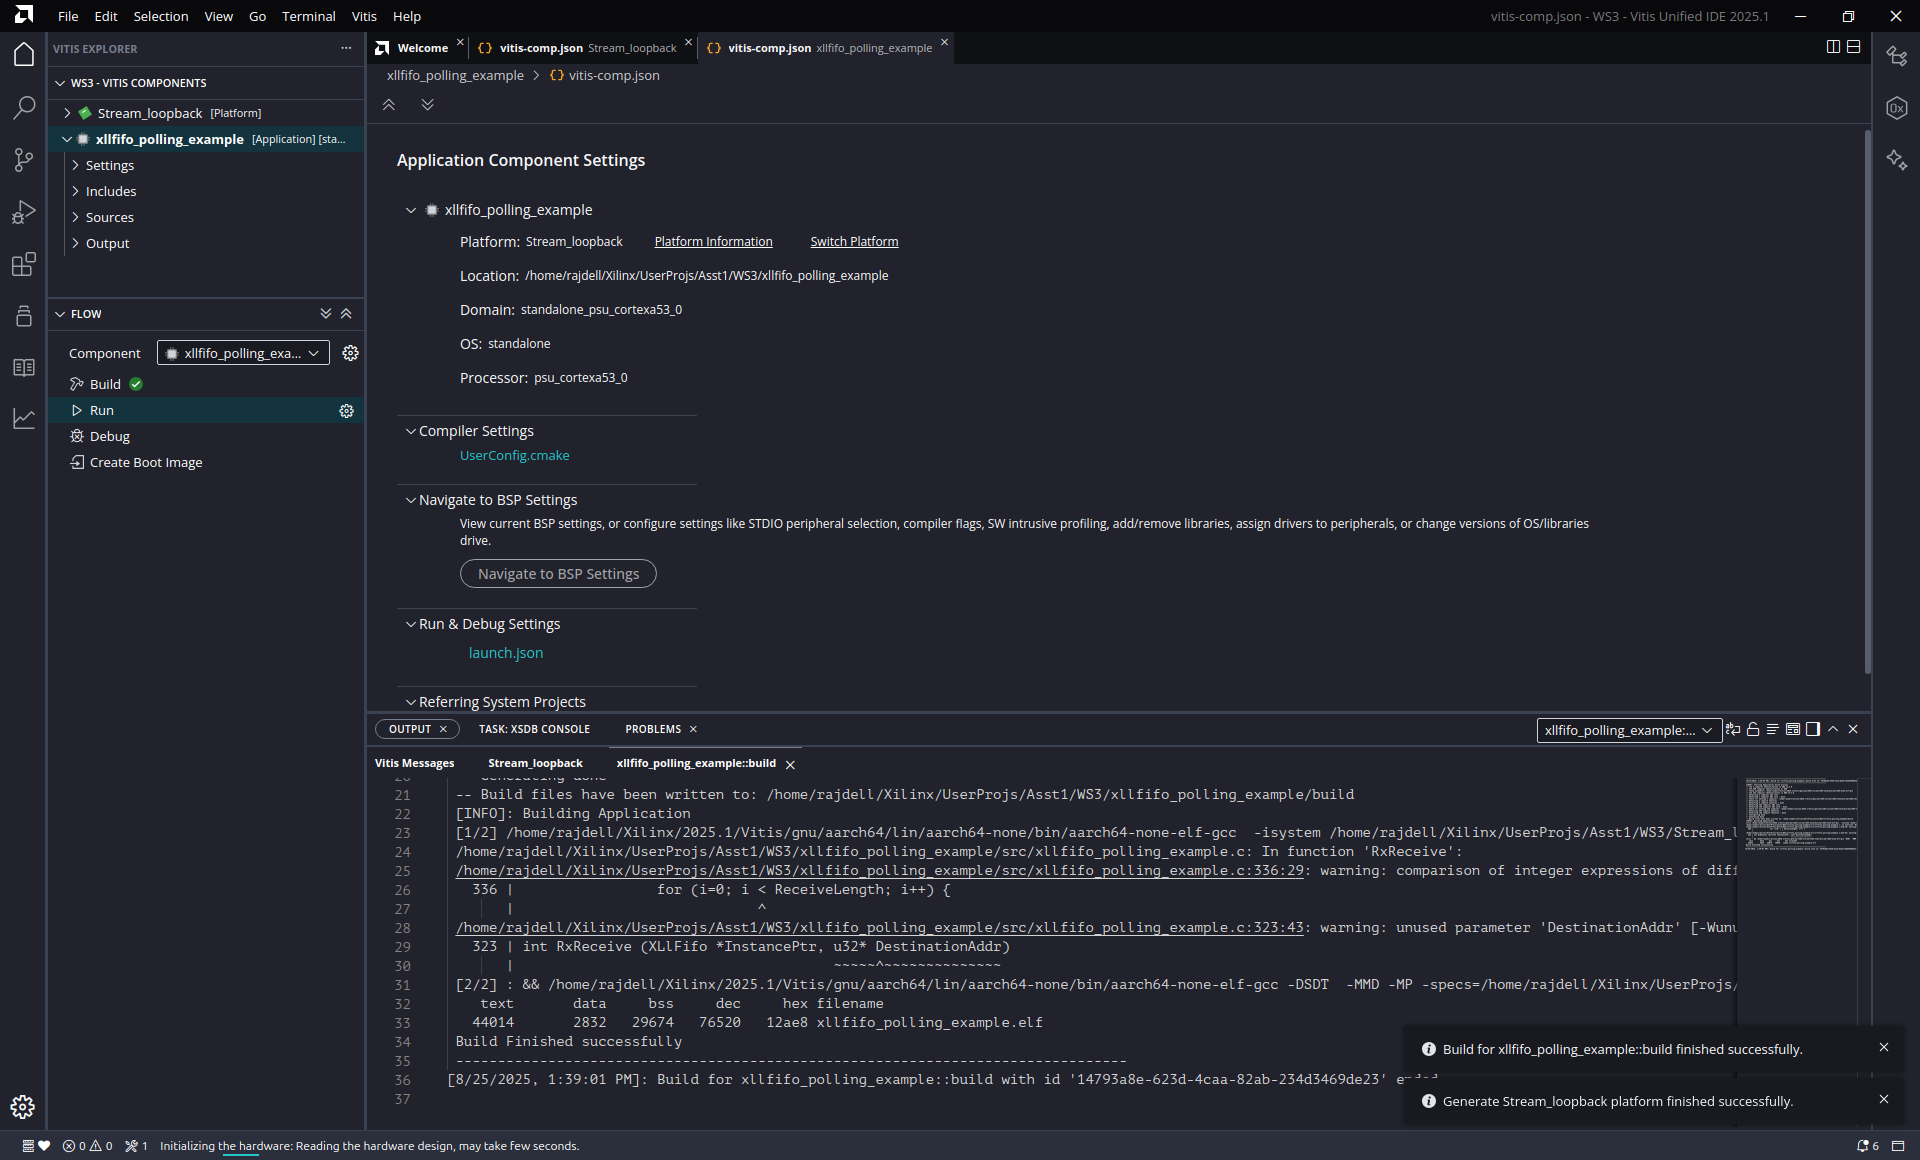 File Edit Selection View Go Terminal Vitis Help
vitis-comp.json - WS3 - Vitis Unified IDE 2025.1
VITIS EXPLORER
WS3 - VITIS COMPONENTS
Stream_loopback [Platform]
xllfifo_polling_example [Application] [sta...
Settings
Includes
Sources
Output
FLOW
Component xllfifo_polling_exa...
Build
Run
Debug
Create Boot Image
Welcome vitis-comp.json Stream_loopback vitis-comp.json xllfifo_polling_example
xllfifo_polling_example > {} vitis-comp.json
Application Component Settings
xllfifo_polling_example
Platform: Stream_loopback Platform Information Switch Platform
Location: /home/rajdell/Xilinx/UserProjs/Asst1/WS3/xllfifo_polling_example
Domain: standalone_psu_cortexa53_0
OS: standalone
Processor: psu_cortexa53_0
Compiler Settings
UserConfig.cmake
Navigate to BSP Settings
View current BSP settings, or configure settings like STDIO peripheral selection, compiler flags, SW intrusive profiling, add/remove libraries, assign drivers to peripherals, or change versions of OS/libraries
drive.
Navigate to BSP Settings
Run & Debug Settings
launch.json
Referring System Projects
OUTPUT TASK: XSDB CONSOLE PROBLEMS
xllfifo_polling_example:...
Vitis Messages Stream_loopback xllfifo_polling_example::build
21 -- Build files have been written to: /home/rajdell/Xilinx/UserProjs/Asst1/WS3/xllfifo_polling_example/build
22 [INFO]: Building Application
23 [1/2] /home/rajdell/Xilinx/2025.1/Vitis/gnu/aarch64/lin/aarch64-none/bin/aarch64-none-elf-gcc -isystem /home/rajdell/Xilinx/UserProjs/Asst1/WS3/Stream_
24 /home/rajdell/Xilinx/UserProjs/Asst1/WS3/xllfifo_polling_example/src/xllfifo_polling_example.c: In function 'RxReceive':
25 /home/rajdell/Xilinx/UserProjs/Asst1/WS3/xllfifo_polling_example/src/xllfifo_polling_example.c:336:29: warning: comparison of integer expressions of diff
26 336 | for (i=0; i < ReceiveLength; i++) {
27 | ^
28 /home/rajdell/Xilinx/UserProjs/Asst1/WS3/xllfifo_polling_example/src/xllfifo_polling_example.c:323:43: warning: unused parameter 'DestinationAddr' [-Wunu
29 323 | int RxReceive (XLlFifo *InstancePtr, u32* DestinationAddr)
30 | ~~~~~^~~~~~~~~~~~~~~
31 [2/2] : && /home/rajdell/Xilinx/2025.1/Vitis/gnu/aarch64/lin/aarch64-none/bin/aarch64-none-elf-gcc -DSDT -MMD -MP -specs=/home/rajdell/Xilinx/UserProjs/
32 text data bss dec hex filename
33 44014 2832 29674 76520 12ae8 xllfifo_polling_example.elf
34 Build Finished successfully
35 --------------------------------------------------------------------------------
36 [8/25/2025, 1:39:01 PM]: Build for xllfifo_polling_example::build with id '14793a8e-623d-4caa-82ab-234d3469de23' ended
37
Build for xllfifo_polling_example::build finished successfully.
Generate Stream_loopback platform finished successfully.
0 0 1 Initializing the hardware: Reading the hardware design, may take few seconds.
6